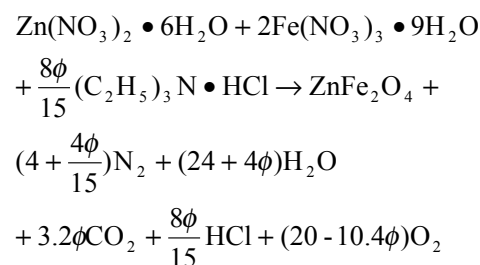 Zn(NO₃)₂ • 6H₂O + 2Fe(NO₃)₃ • 9H₂O
+ 8ϕ/15 (C₂H₅)₃ N • HCl → ZnFe₂O₄ +
(4 + 4ϕ/15)N₂ + (24 + 4ϕ)H₂O
+ 3.2ϕCO₂ + 8ϕ/15 HCl + (20 - 10.4ϕ)O₂